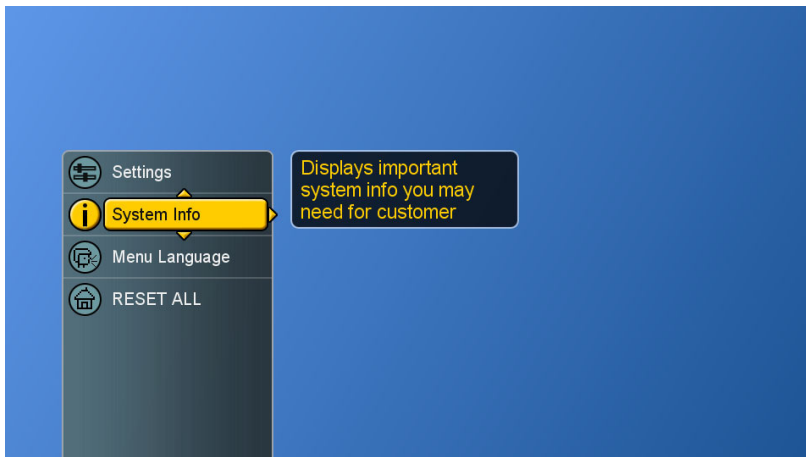 Settings
System Info
Menu Language
RESET ALL
Displays important
system info you may
need for customer